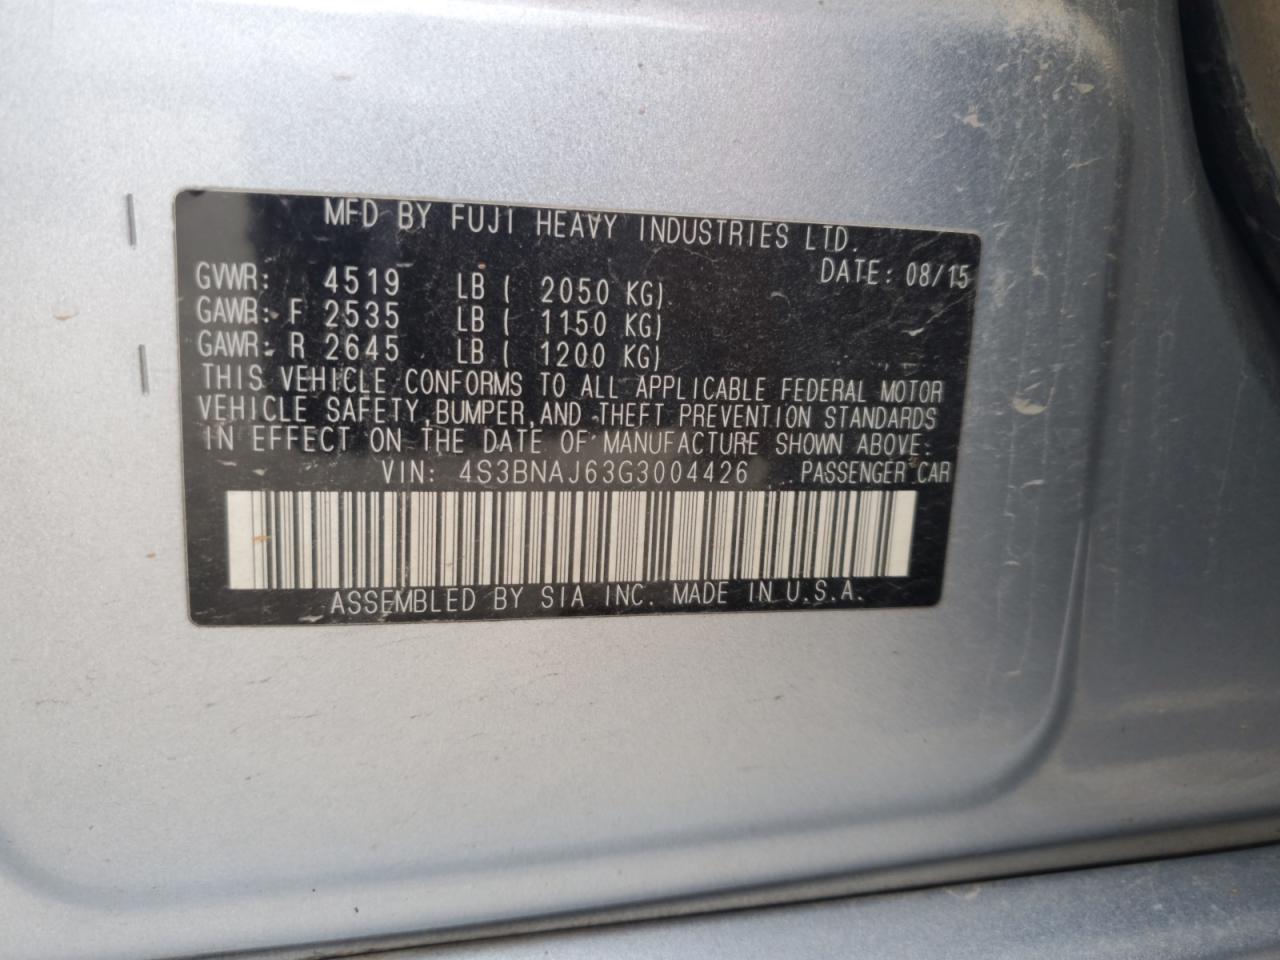 MFD BY FUJI HEAVY INDUSTRIES LTD.
DATE: 08/15
GVWR: 4519 LB ( 2050 KG)
GAWR: F 2535 LB ( 1150 KG)
GAWR: R 2645 LB ( 1200 KG)
THIS VEHICLE CONFORMS TO ALL APPLICABLE FEDERAL MOTOR
VEHICLE SAFETY, BUMPER, AND THEFT PREVENTION STANDARDS
IN EFFECT ON THE DATE OF MANUFACTURE SHOWN ABOVE:
VIN: 4S3BNAJ63G3004426 PASSENGER CAR
ASSEMBLED BY SIA INC. MADE IN U.S.A.